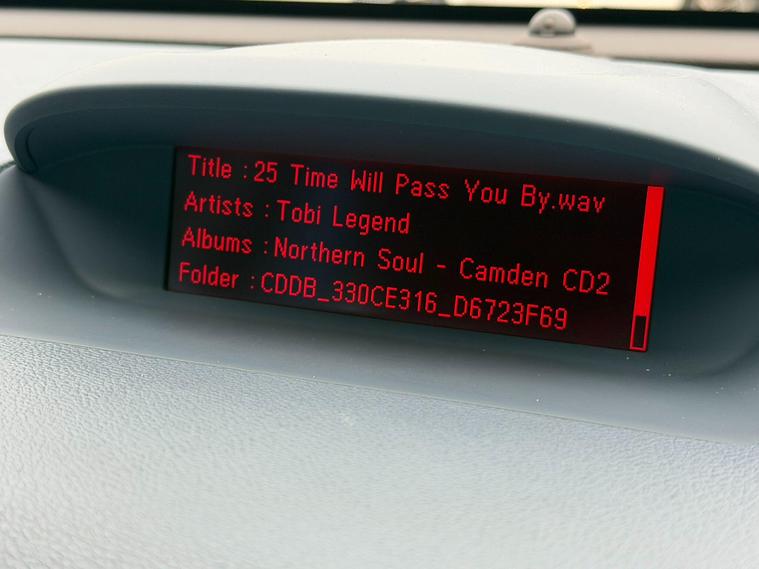 Title : 25 Time Will Pass You By.wav
Artists : Tobi Legend
Albums : Northern Soul - Camden CD2
Folder : CDDB_330CE316_D6723F69